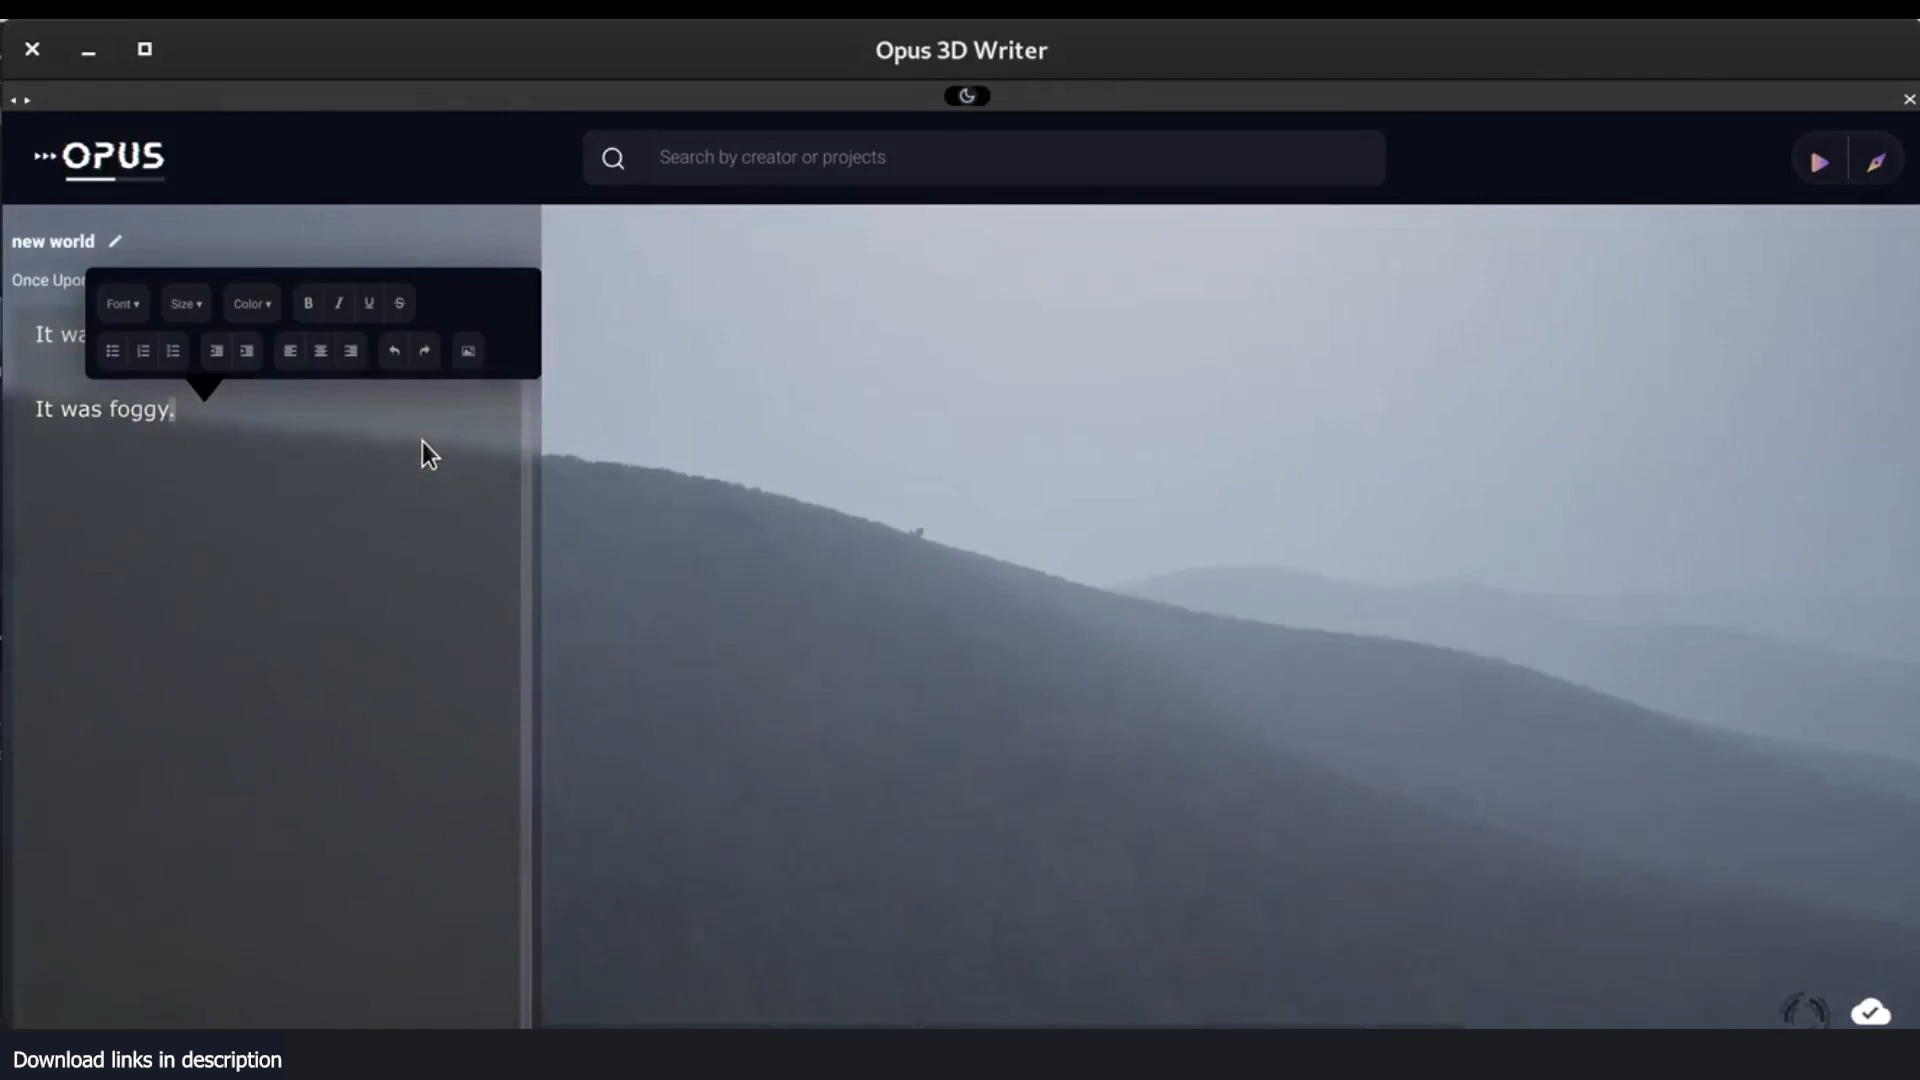 Opus 3D Writer
OPUS
Search by creator or projects
new world
Once Upon
Font Size Color B I U S
It wa
It was foggy.
Download links in description